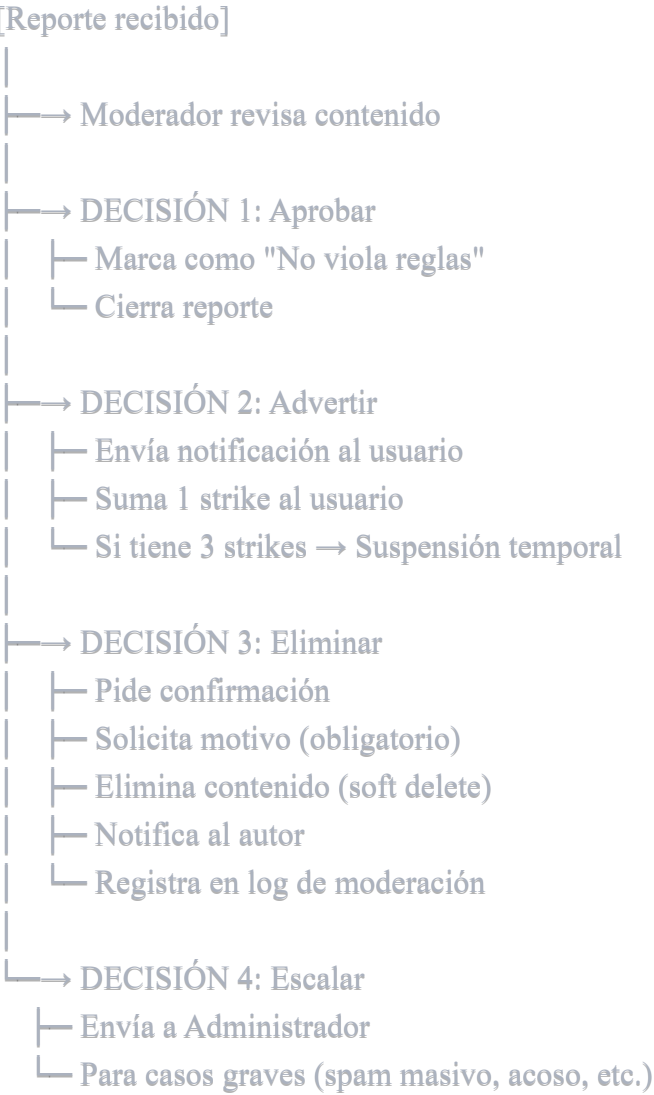 [Reporte recibido]
│
├─→ Moderador revisa contenido
│
├─→ DECISIÓN 1: Aprobar
│   ├─ Marca como "No viola reglas"
│   └─ Cierra reporte
│
├─→ DECISIÓN 2: Advertir
│   ├─ Envía notificación al usuario
│   ├─ Suma 1 strike al usuario
│   └─ Si tiene 3 strikes → Suspensión temporal
│
├─→ DECISIÓN 3: Eliminar
│   ├─ Pide confirmación
│   ├─ Solicita motivo (obligatorio)
│   ├─ Elimina contenido (soft delete)
│   ├─ Notifica al autor
│   └─ Registra en log de moderación
│
└─→ DECISIÓN 4: Escalar
    ├─ Envía a Administrador
    └─ Para casos graves (spam masivo, acoso, etc.)